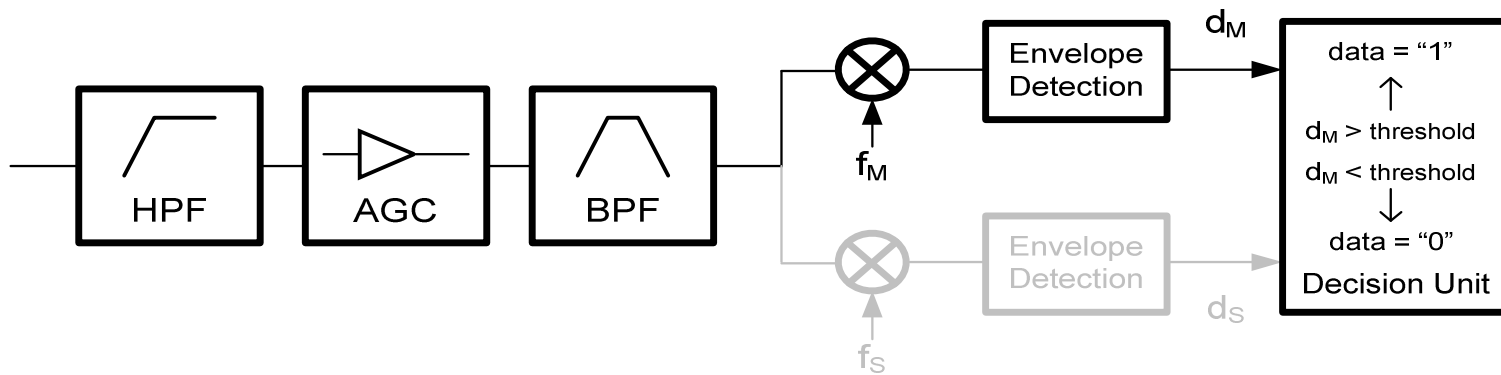 HPF
AGC
BPF
f_M
Envelope
Detection
d_M
f_S
Envelope
Detection
d_S
data = “1”
d_M > threshold
d_M < threshold
data = “0”
Decision Unit